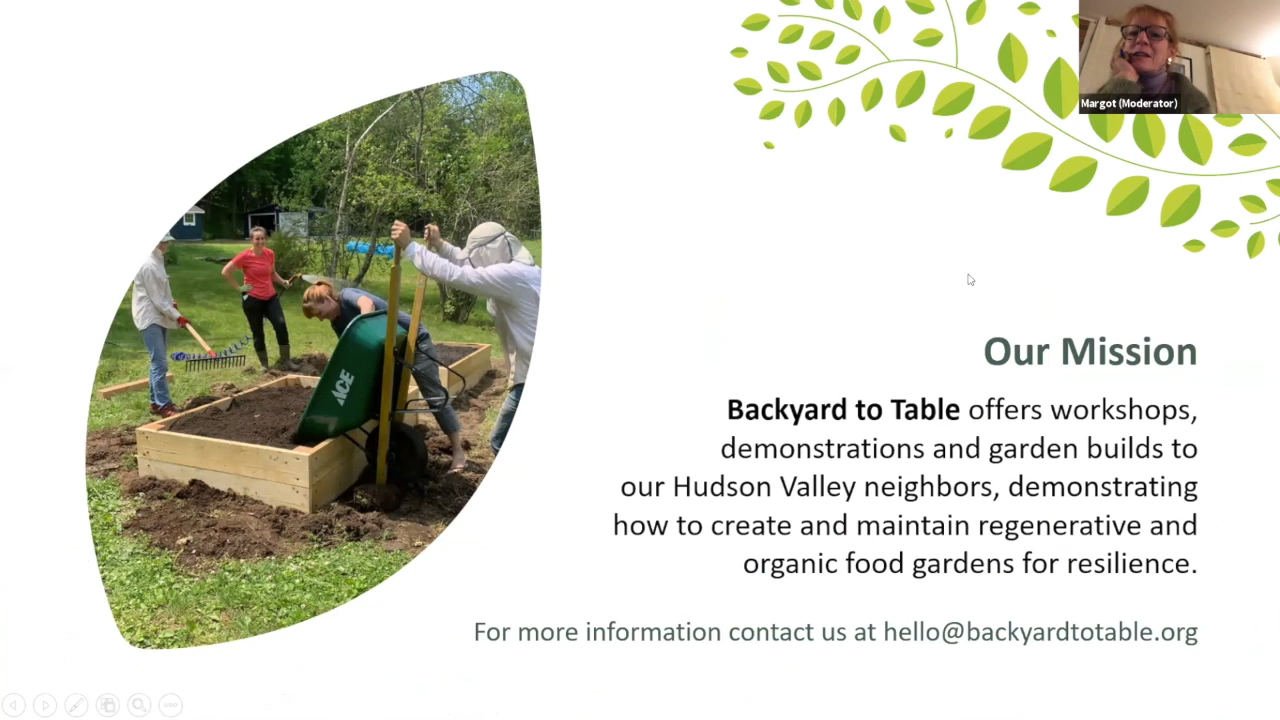 Margot (Moderator)
ACE
Our Mission
Backyard to Table offers workshops,
demonstrations and garden builds to
our Hudson Valley neighbors, demonstrating
how to create and maintain regenerative and
organic food gardens for resilience.
For more information contact us at hello@backyardtotable.org